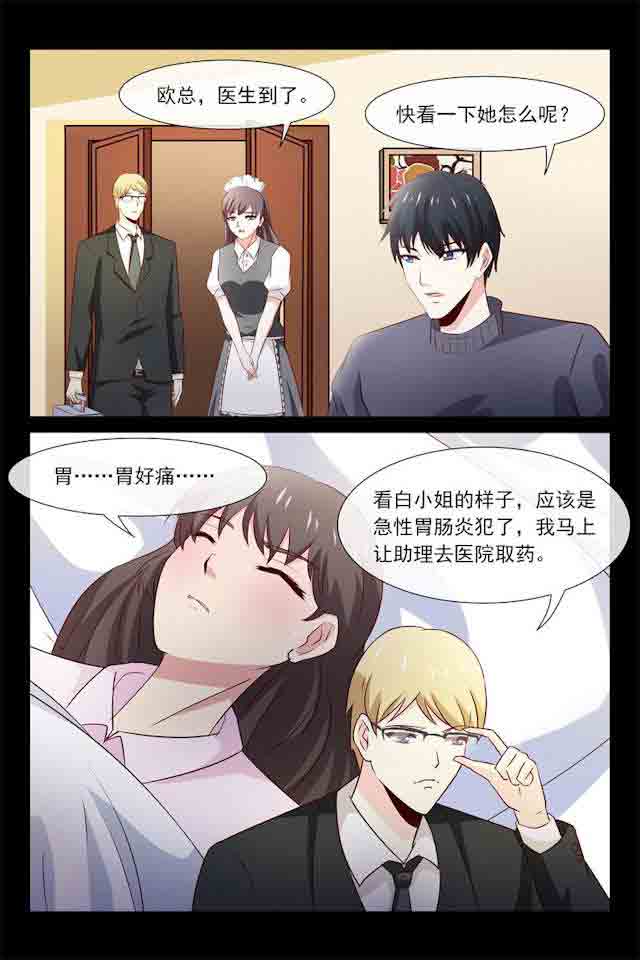 欧总，医生到了。
快看一下她怎么呢？
胃……胃好痛……
看白小姐的样子，应该是
急性胃肠炎犯了，我马上
让助理去医院取药。